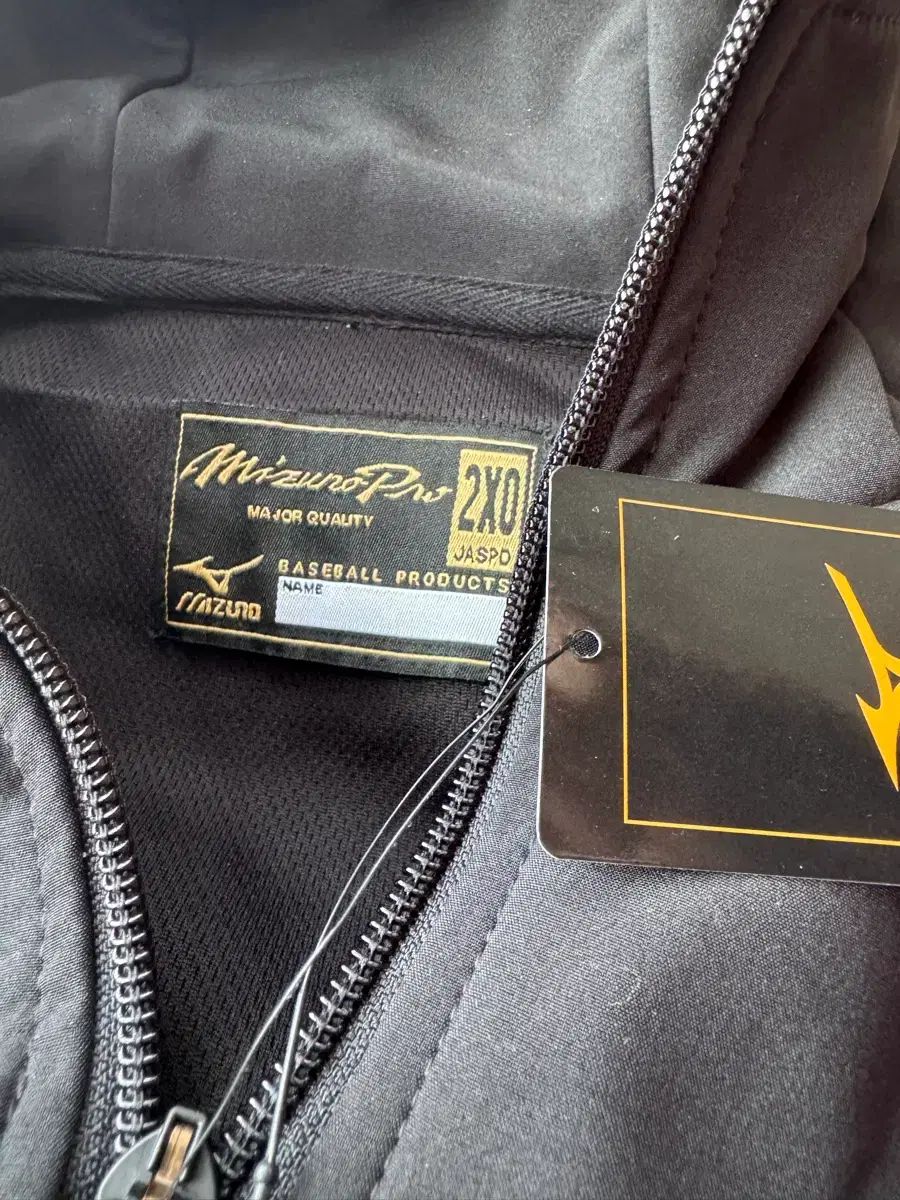 Mizuno Pro
2XO
MAJOR QUALITY
JASPO
BASEBALL PRODUCTS
MIZUNO
NAME